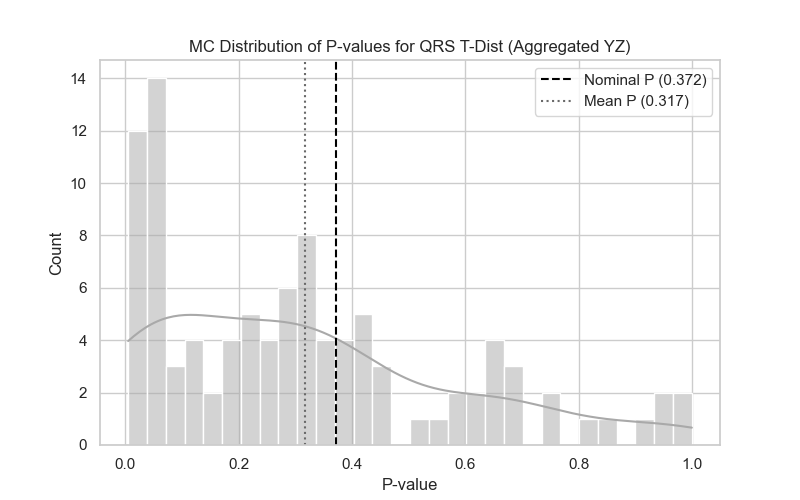 MC Distribution of P-values for QRS T-Dist (Aggregated YZ)
Nominal P (0.372)
Mean P (0.317)
14
12
10
8
6
4
2
0
Count
0.0 0.2 0.4 0.6 0.8 1.0
P-value